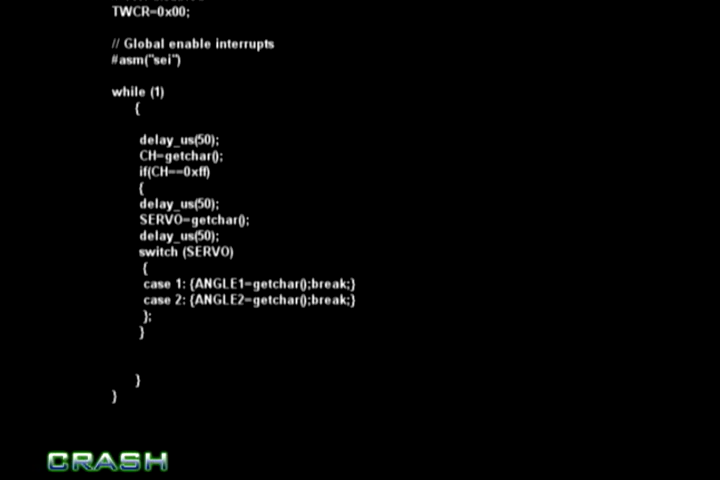 TWCR=0x00;
// Global enable interrupts
#asm("sei")
while (1)
{
delay_us(50);
CH=getchar();
if(CH==0xff)
{
delay_us(50);
SERVO=getchar();
delay_us(50);
switch (SERVO)
{
case 1: {ANGLE1=getchar();break;}
case 2: {ANGLE2=getchar();break;}
};
}
}
}
CRASH